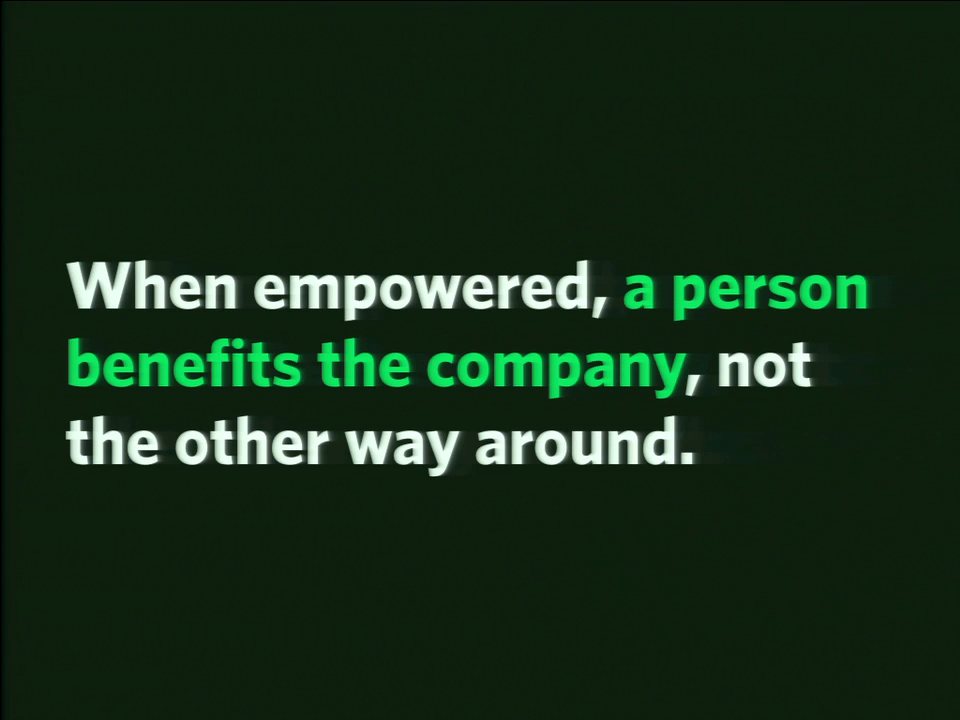 When empowered, a person
benefits the company, not
the other way around.